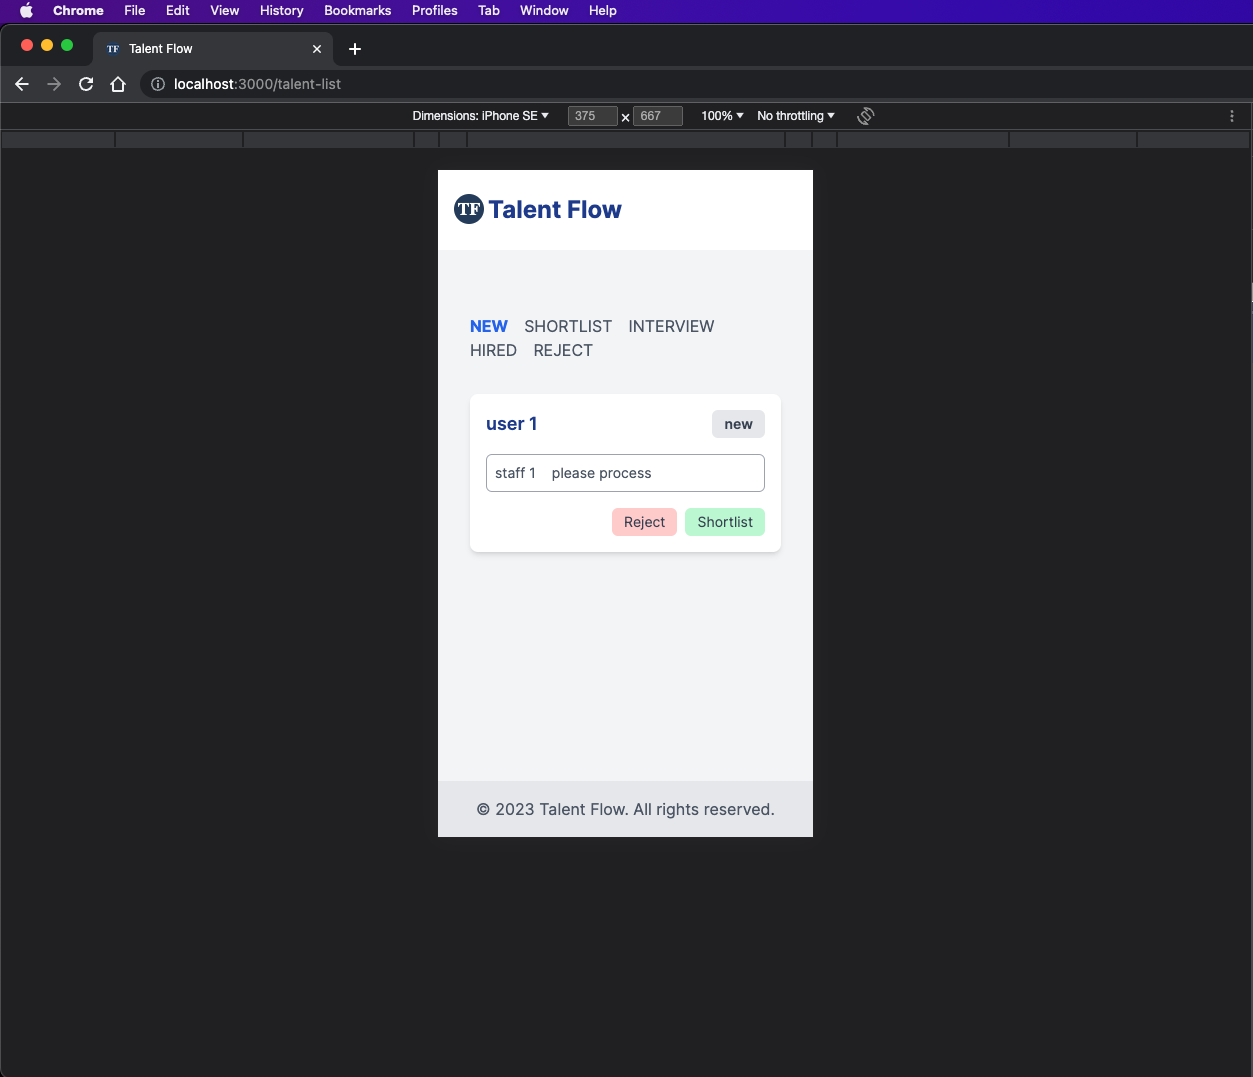 Chrome File Edit View History Bookmarks Profiles Tab Window Help
TF Talent Flow
localhost:3000/talent-list
Dimensions: iPhone SE 375 x 667 100% No throttling
TF Talent Flow
NEW SHORTLIST INTERVIEW
HIRED REJECT
user 1 new
staff 1 please process
Reject Shortlist
© 2023 Talent Flow. All rights reserved.